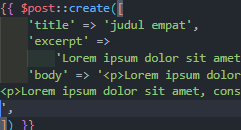 {{ $post::create([
'title' => 'judul empat',
'excerpt' =>
'Lorem ipsum dolor sit amet
'body' => '<p>Lorem ipsum dolor
<p>Lorem ipsum dolor sit amet, cons
',
]) }}